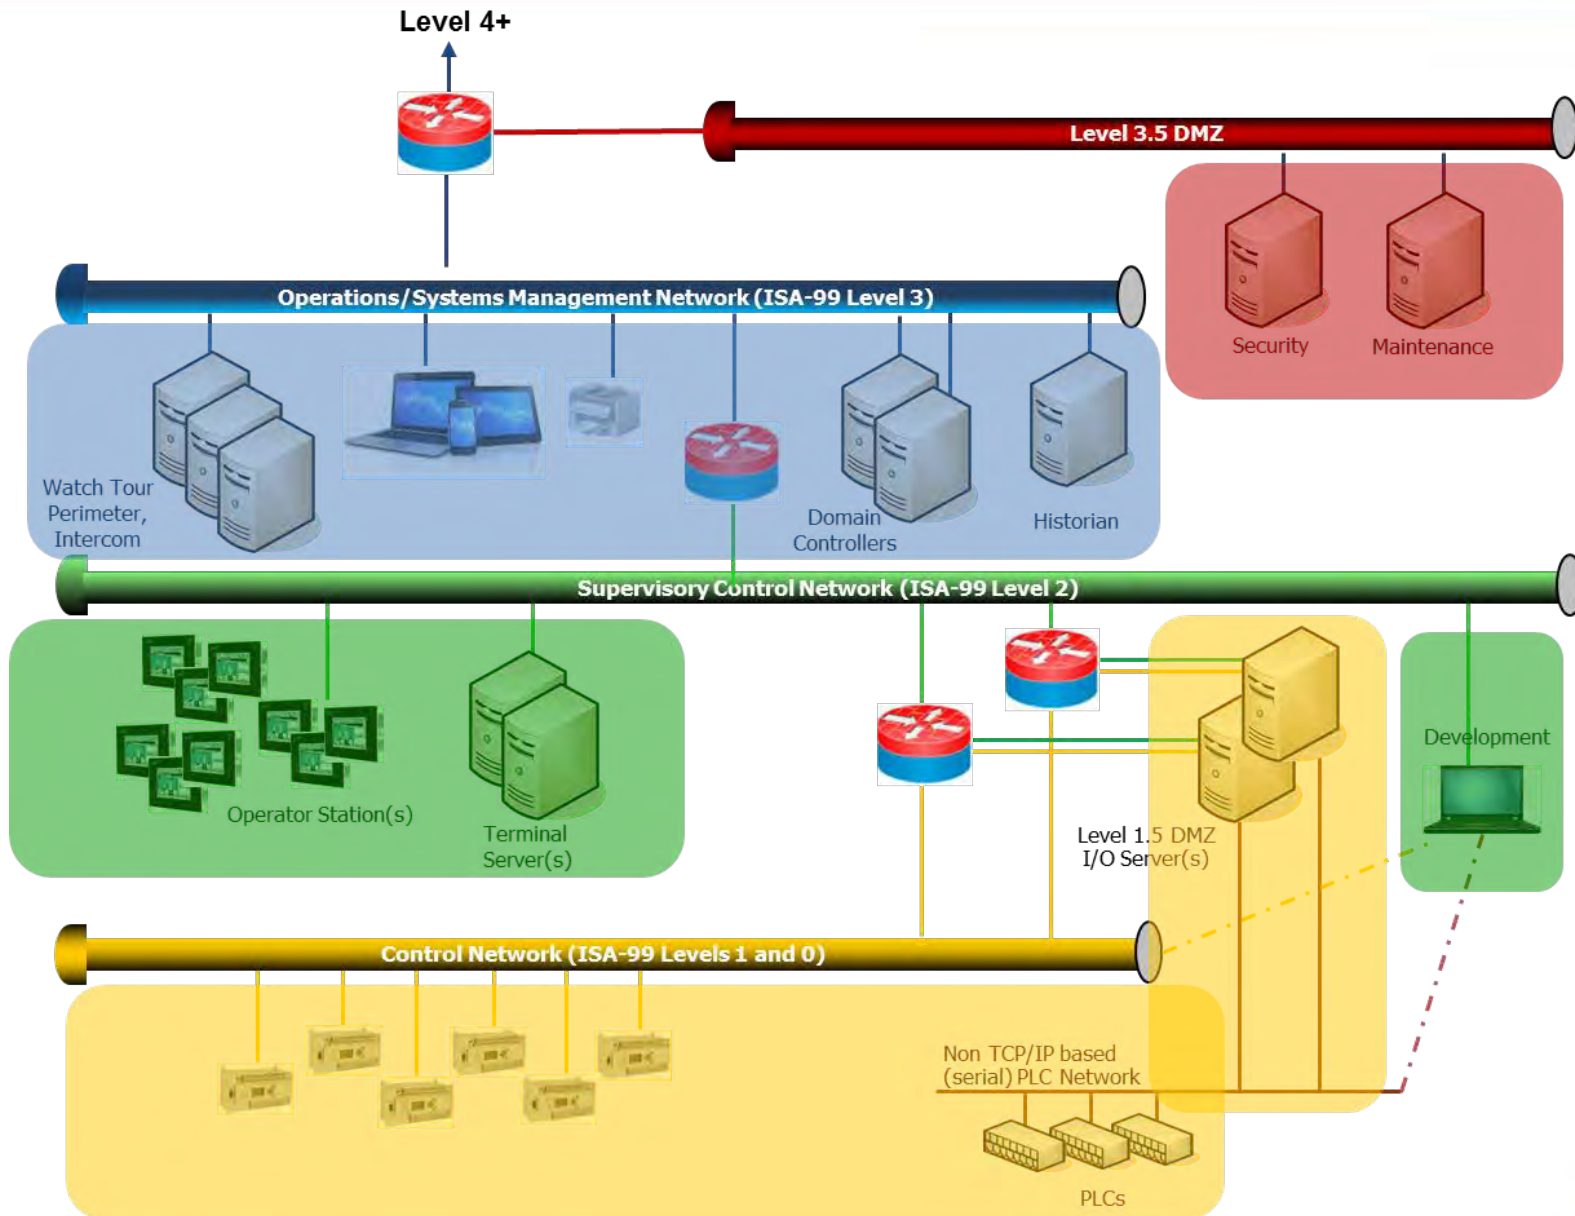 Level 4+
Level 3.5 DMZ
Security
Maintenance
Operations/Systems Management Network (ISA-99 Level 3)
Watch Tour
Perimeter,
Intercom
Domain
Controllers
Historian
Supervisory Control Network (ISA-99 Level 2)
Operator Station(s)
Terminal
Server(s)
Level 1.5 DMZ
I/O Server(s)
Development
Control Network (ISA-99 Levels 1 and 0)
Non TCP/IP based
(serial) PLC Network
PLCs